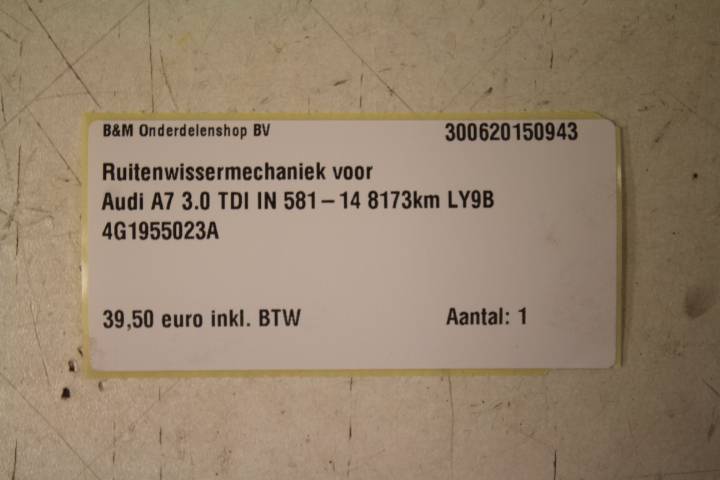 B&M Onderdelenshop BV 300620150943
Ruitenwissermechaniek voor
Audi A7 3.0 TDI IN 581-14 8173km LY9B
4G1955023A
39,50 euro inkl. BTW Aantal: 1